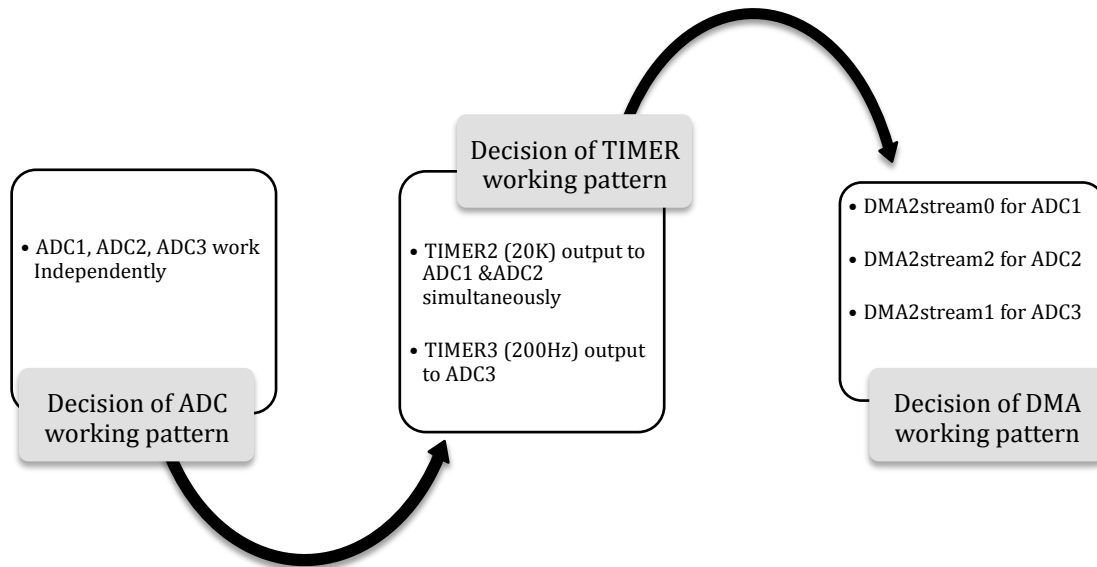 • ADC1, ADC2, ADC3 work
Independently
Decision of ADC
working pattern
Decision of TIMER
working pattern
• TIMER2 (20K) output to
ADC1 &ADC2
simultaneously
• TIMER3 (200Hz) output
to ADC3
• DMA2stream0 for ADC1
• DMA2stream2 for ADC2
• DMA2stream1 for ADC3
Decision of DMA
working pattern